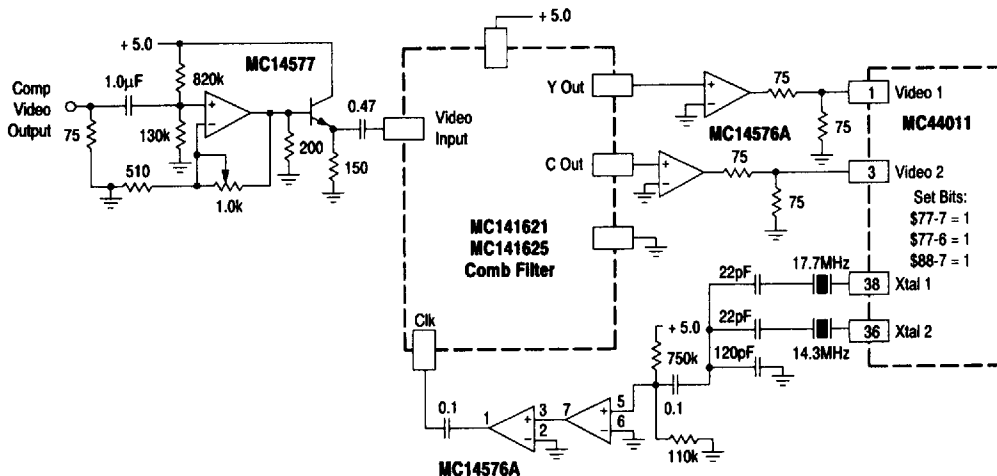 + 5.0
+ 5.0
MC14577
Comp
Video
Output
1.0µF
820k
0.47
Video
Input
75
130k
200
150
510
1.0k
Y Out
75
1
Video 1
MC14576A
75
MC44011
C Out
75
3
Video 2
75
Set Bits:
$77-7 = 1
$77-6 = 1
$88-7 = 1
MC141621
MC141625
Comb Filter
22pF
17.7MHz
38
Xtal 1
Clk
+ 5.0
22pF
36
Xtal 2
750k
120pF
14.3MHz
0.1
0.1
1
3
2
7
5
6
110k
MC14576A
+
−
+
−
+
−
+
−
+
−